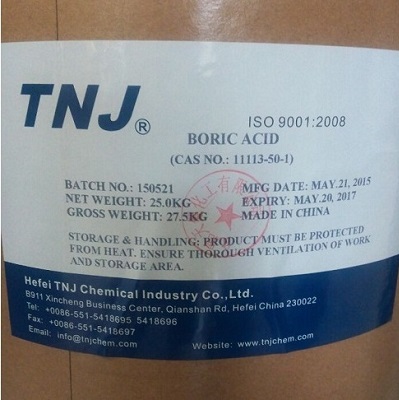 TNJ®
ISO 9001:2008
BORIC ACID
(CAS NO.: 11113-50-1)
BATCH NO.: 150521 MFG DATE: MAY.21, 2015
NET WEIGHT: 25.0KG EXPIRY: MAY.20, 2017
GROSS WEIGHT: 27.5KG MADE IN CHINA
STORAGE & HANDLING: PRODUCT MUST BE PROTECTED
FROM HEAT. ENSURE THOROUGH VENTILATION OF WORK
AND STORAGE AREA.
Hefei TNJ Chemical Industry Co.,Ltd.
B911 Xincheng Business Center, Qianshan Rd, Hefei China 230022
Tel: +0086-551-5418695 5418696
Fax: +0086-551-5418697
Email: info@tnjchem.com Website: www.tnjchem.com